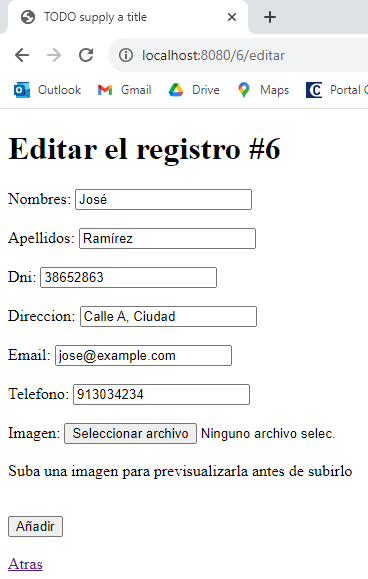 TODO supply a title
localhost:8080/6/editar
Outlook Gmail Drive Maps Portal C
Editar el registro #6
Nombres: José
Apellidos: Ramírez
Dni: 38652863
Direccion: Calle A, Ciudad
Email: jose@example.com
Telefono: 913034234
Imagen: Seleccionar archivo Ninguno archivo selec.
Suba una imagen para previsualizarla antes de subirlo
Añadir
Atras